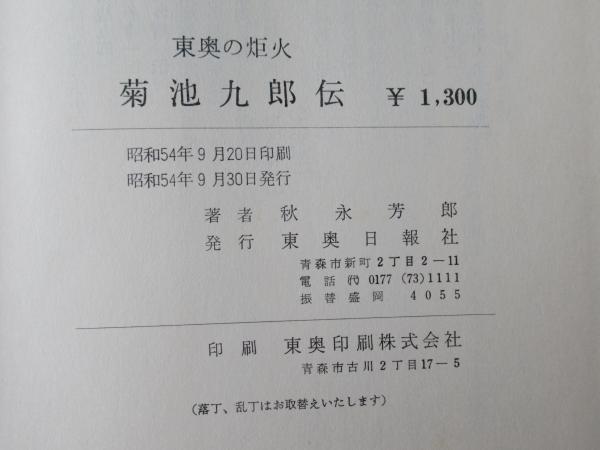 東奥の炬火
菊池九郎伝 ¥1,300
昭和54年9月20日印刷
昭和54年9月30日発行
著者 秋永芳郎
発行 東奥日報社
青森市新町2丁目2－11
電話㈹0177(73)1111
振替盛岡 4055
印刷 東奥印刷株式会社
青森市古川2丁目17－5
(落丁、乱丁はお取替えいたします)